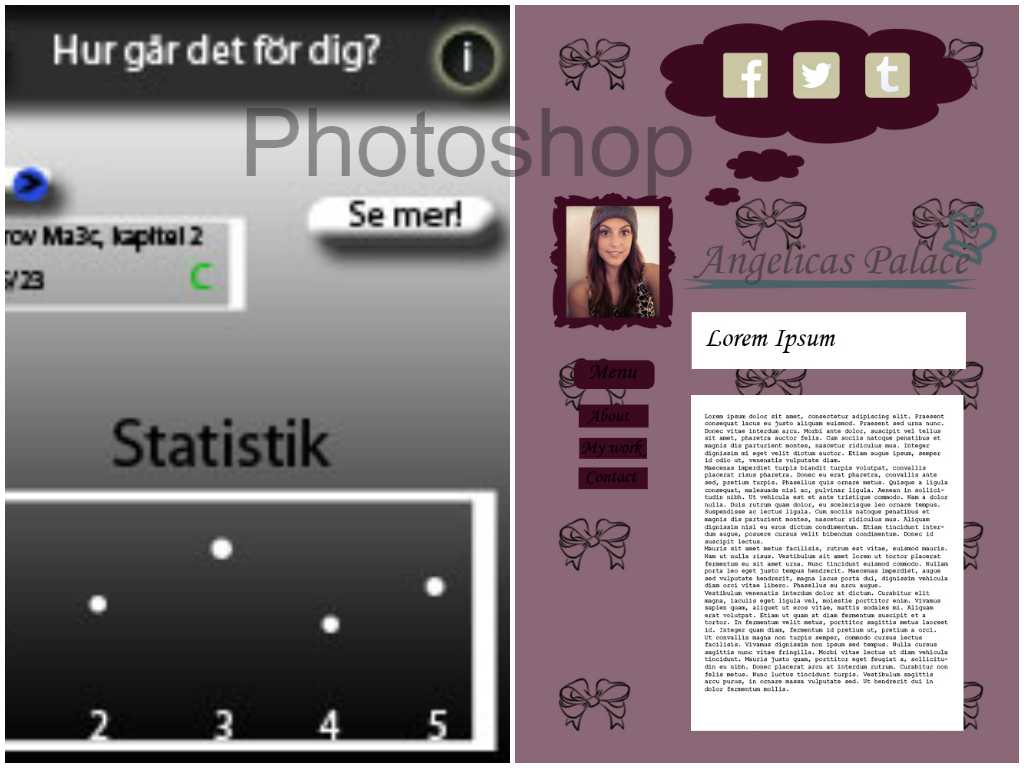 Hur går det för dig?
i
Photoshop
Se mer!
rov Ma3c, kapitel 2
5/23
C
Statistik
2 3 4 5
Angelicas Palace
Lorem Ipsum
Menu
About
My work
Contact
Lorem ipsum dolor sit amet, consectetur adipiscing elit. Praesent
consequat lacus eu justo aliquam euismod. Praesent sed urna nunc.
Donec vitae interdum arcu. Morbi ante dolor, suscipit vel tellus
sit amet, pharetra auctor felis. Cum sociis natoque penatibus et
magnis dis parturient montes, nascetur ridiculus mus. Integer
dignissim mi eget velit dictum auctor. Etiam augue ipsum, semper
id odio ut, venenatis vulputate diam.
Maecenas imperdiet turpis blandit turpis volutpat, convallis
placerat risus pharetra. Donec eu erat pharetra, convallis ante
sed, pretium turpis. Phasellus quis ornare metus. Quisque a ligula
consequat, malesuada nisl ac, pulvinar ligula. Aenean in sollici-
tudin nibh. Ut vehicula est et ante tristique commodo. Nam a dolor
nulla. Duis rutrum quam dolor, eu scelerisque leo ornare tempus.
Suspendisse ac lectus ligula. Cum sociis natoque penatibus et
magnis dis parturient montes, nascetur ridiculus mus. Aliquam
dignissim nisl eu eros dictum condimentum. Etiam tincidunt inter-
dum augue, posuere cursus velit bibendum condimentum. Donec id
suscipit lectus.
Mauris sit amet metus facilisis, rutrum est vitae, euismod mauris.
Nam ut nulla risus. Vestibulum sit amet lorem ut tortor placerat
fermentum eu sit amet urna. Nunc tincidunt euismod commodo. Nullam
porta leo eget justo tempus hendrerit. Maecenas imperdiet, augue
sed vulputate hendrerit, magna lacus porta dui, dignissim vehicula
diam orci vitae libero. Phasellus eu arcu augue.
Vestibulum venenatis interdum dolor at dictum. Curabitur elit
magna, iaculis eget ligula vel, molestie porttitor enim. Vivamus
sapien quam, aliquet ut eros vitae, mattis sodales mi. Aliquam
erat volutpat. Etiam ut quam at diam fermentum suscipit et a
tortor. In fermentum velit metus, porttitor sagittis metus laoreet
id. Integer quam diam, fermentum id pretium ut, pretium a orci.
Ut convallis magna non turpis semper, commodo cursus lectus
facilisis. Vivamus dignissim non ipsum sed tempus. Nulla cursus
sagittis nunc vitae fringilla. Morbi vitae lectus ut diam vehicula
tincidunt. Mauris justo quam, porttitor eget feugiat a, sollicitu-
din eu nibh. Donec placerat arcu at interdum rutrum. Curabitur non
felis metus. Nunc luctus tincidunt turpis. Vestibulum sagittis
arcu purus, in ornare massa vulputate sed. Ut hendrerit dui in
dolor fermentum mollis.